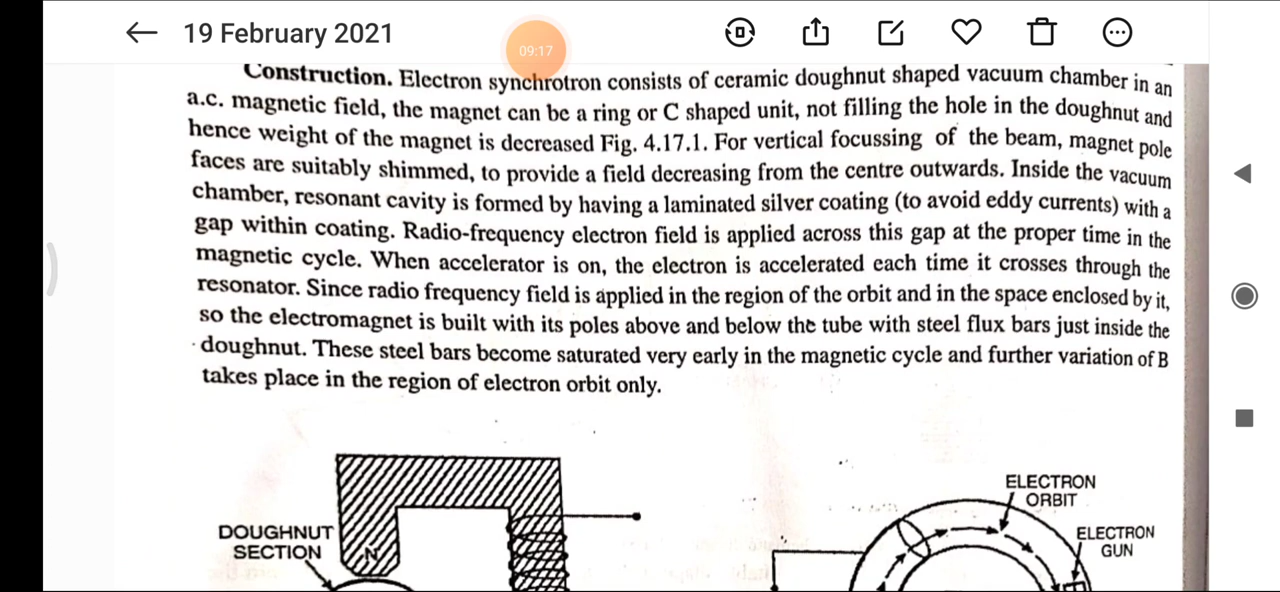 19 February 2021
09:17
Construction. Electron synchrotron consists of ceramic doughnut shaped vacuum chamber in an
a.c. magnetic field, the magnet can be a ring or C shaped unit, not filling the hole in the doughnut and
hence weight of the magnet is decreased Fig. 4.17.1. For vertical focussing of the beam, magnet pole
faces are suitably shimmed, to provide a field decreasing from the centre outwards. Inside the vacuum
chamber, resonant cavity is formed by having a laminated silver coating (to avoid eddy currents) with a
gap within coating. Radio-frequency electron field is applied across this gap at the proper time in the
magnetic cycle. When accelerator is on, the electron is accelerated each time it crosses through the
resonator. Since radio frequency field is applied in the region of the orbit and in the space enclosed by it,
so the electromagnet is built with its poles above and below the tube with steel flux bars just inside the
doughnut. These steel bars become saturated very early in the magnetic cycle and further variation of B
takes place in the region of electron orbit only.
DOUGHNUT
SECTION
N
ELECTRON
ORBIT
ELECTRON
GUN